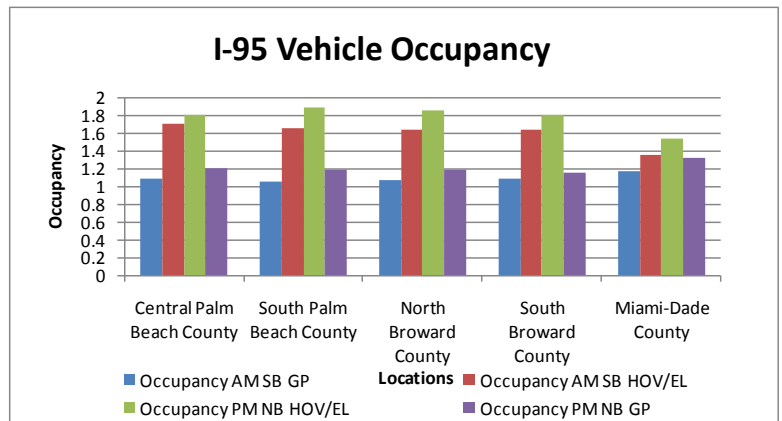 I-95 Vehicle Occupancy
Occupancy
2
1.8
1.6
1.4
1.2
1
0.8
0.6
0.4
0.2
0
Central Palm Beach County
South Palm Beach County
North Broward County
South Broward County
Miami-Dade County
Locations
Occupancy AM SB GP
Occupancy AM SB HOV/EL
Occupancy PM NB HOV/EL
Occupancy PM NB GP